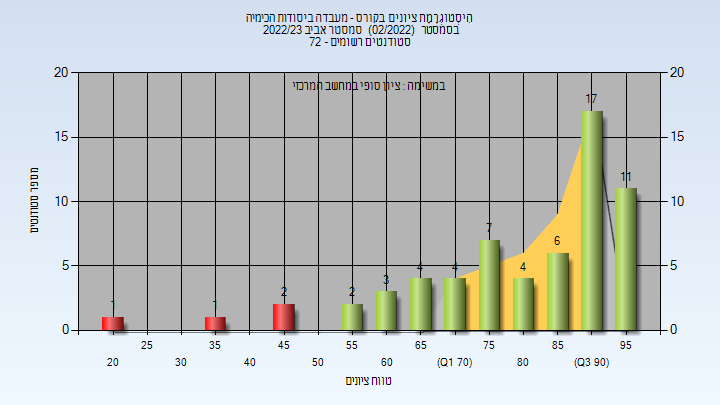 היסטוגרמת ציונים בקורס - מעבדה ביסודות הכימיה
בסמסטר (02/2022) סמסטר אביב 2022/23
סטודנטים רשומים - 72
במשימה : ציון סופי במחשב המרכזי
מספר סטודנטים
20 20
15 15
10 10
5 5
0 0
1 1 2 2 3 4 4 7 4 6 17 11
25 35 45 55 65 75 85 95
20 30 40 50 60 (Q1 70) 80 (Q3 90)
טווח ציונים